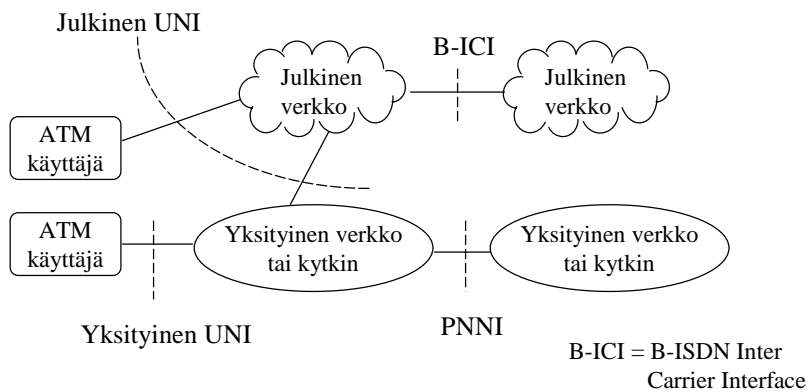 Julkinen UNI
B-ICI
Julkinen
verkko
Julkinen
verkko
ATM
käyttäjä
ATM
käyttäjä
Yksityinen verkko
tai kytkin
Yksityinen verkko
tai kytkin
Yksityinen UNI
PNNI
B-ICI = B-ISDN Inter
Carrier Interface